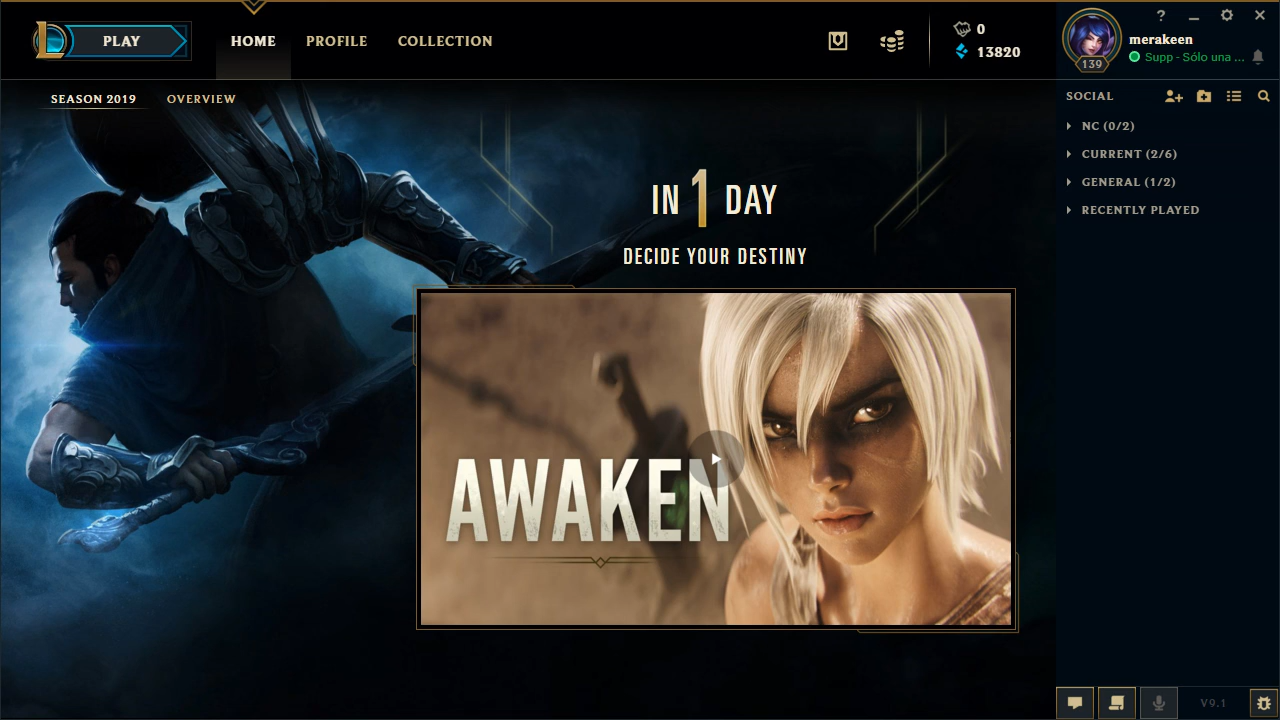 PLAY
HOME
PROFILE
COLLECTION
0
13820
?
merakeen
139
Supp - Sólo una ...
SEASON 2019
OVERVIEW
SOCIAL
NC (0/2)
CURRENT (2/6)
GENERAL (1/2)
RECENTLY PLAYED
IN 1 DAY
DECIDE YOUR DESTINY
AWAKEN
V9.1